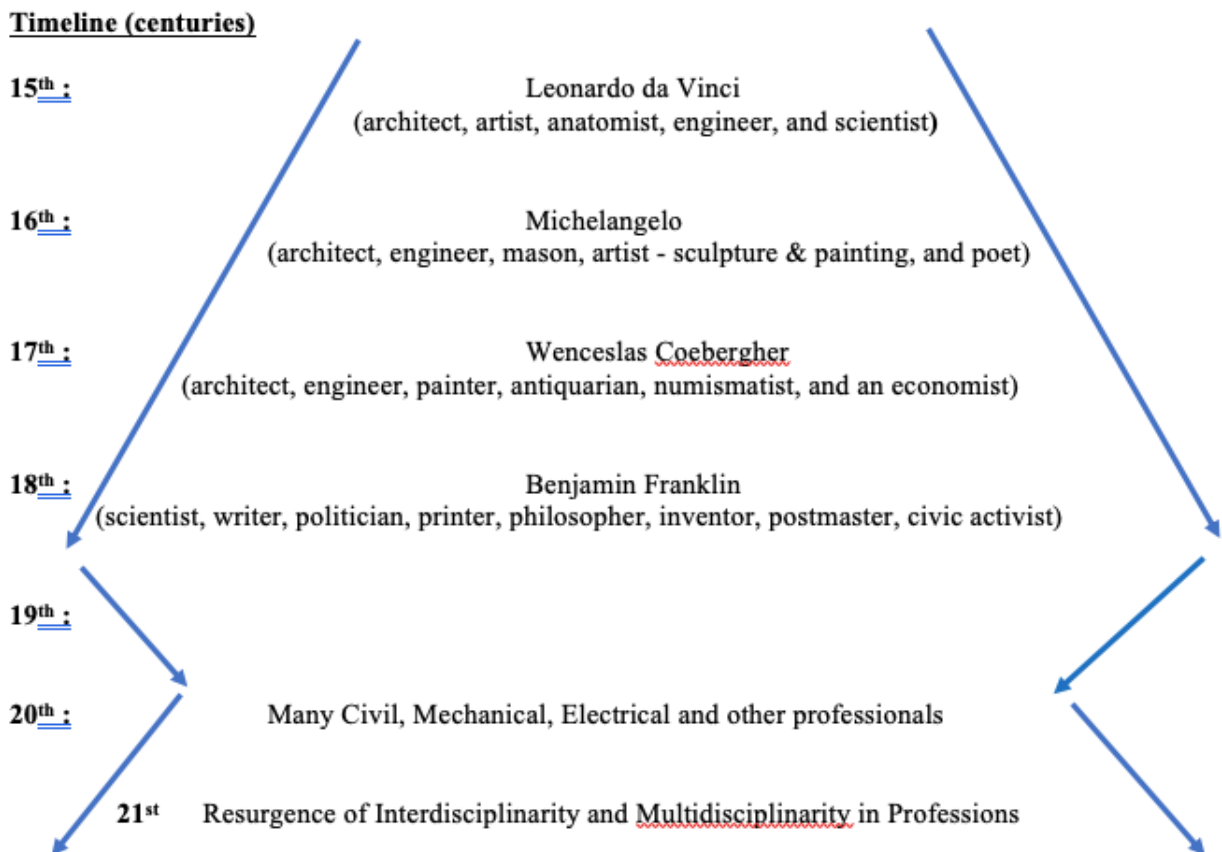 Timeline (centuries)
15th : Leonardo da Vinci
(architect, artist, anatomist, engineer, and scientist)
16th : Michelangelo
(architect, engineer, mason, artist - sculpture & painting, and poet)
17th : Wenceslas Coebergher
(architect, engineer, painter, antiquarian, numismatist, and an economist)
18th : Benjamin Franklin
(scientist, writer, politician, printer, philosopher, inventor, postmaster, civic activist)
19th :
20th : Many Civil, Mechanical, Electrical and other professionals
21st Resurgence of Interdisciplinarity and Multidisciplinarity in Professions